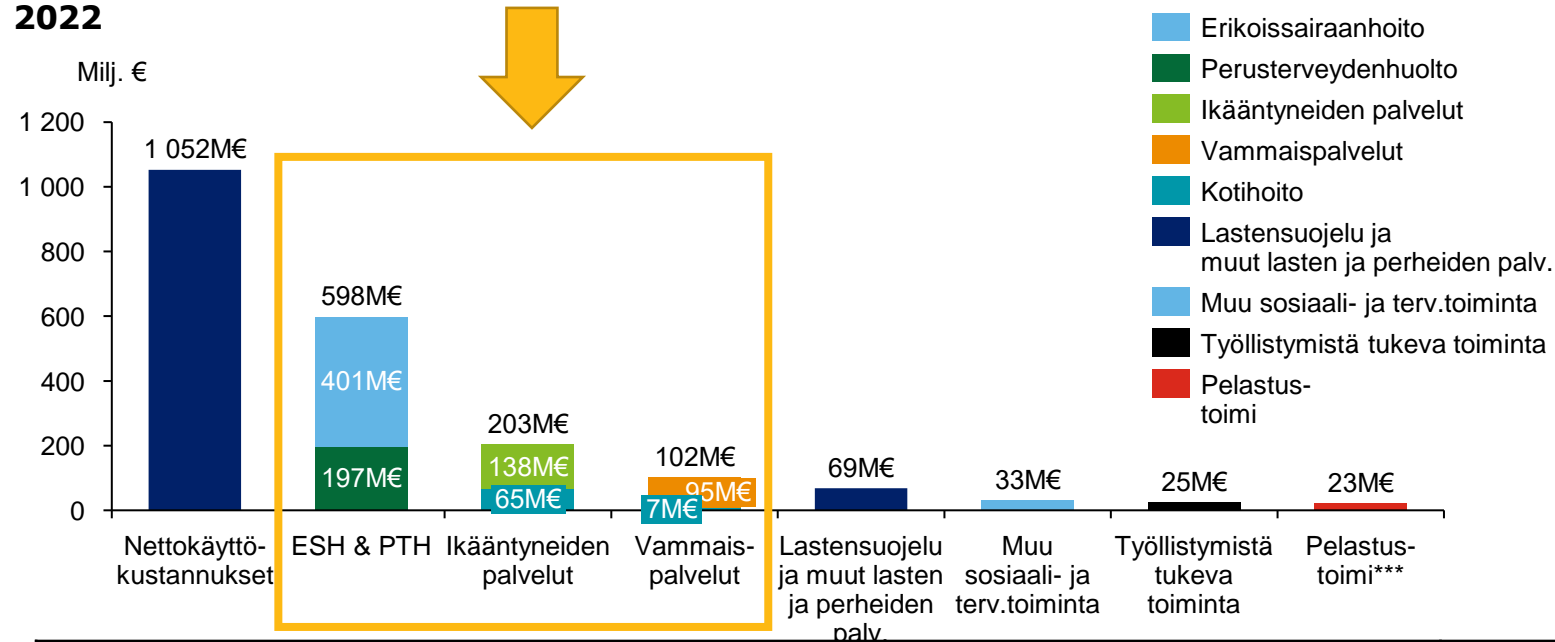 2022
Milj. €
1 200
1 000
800
600
400
200
0
1 052M€
598M€
401M€
197M€
203M€
138M€
65M€
102M€
95M€
7M€
69M€
33M€
25M€
23M€
Nettokäyttö-
kustannukset
ESH & PTH
Ikääntyneiden
palvelut
Vammais-
palvelut
Lastensuojelu
ja muut lasten
ja perheiden
palv.
Muu
sosiaali- ja
terv.toiminta
Työllistymistä
tukeva
toiminta
Pelastus-
toimi***
Erikoissairaanhoito
Perusterveydenhuolto
Ikääntyneiden palvelut
Vammaispalvelut
Kotihoito
Lastensuojelu ja
muut lasten ja perheiden palv.
Muu sosiaali- ja terv.toiminta
Työllistymistä tukeva toiminta
Pelastus-
toimi